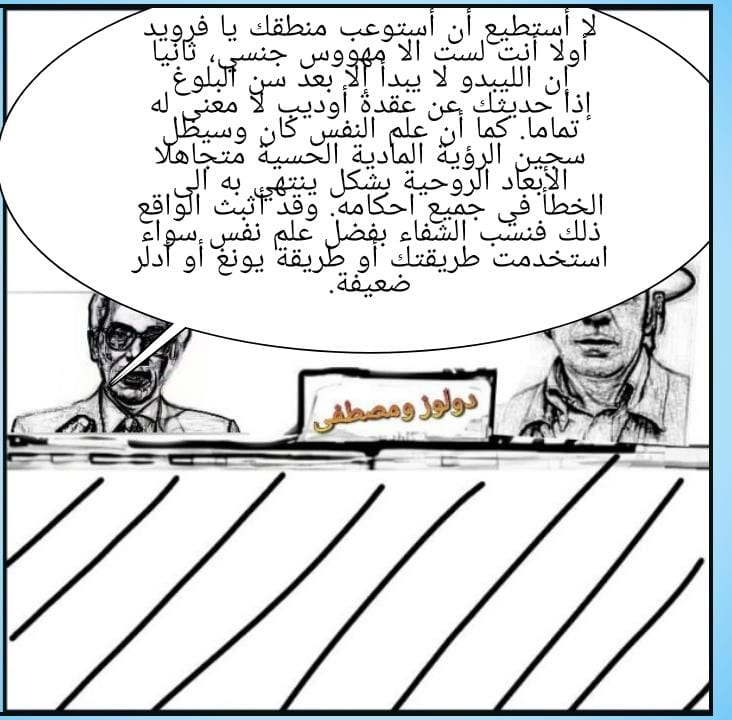 لا أستطيع أن أستوعب منطقك يا فرويد
أولا أنت لست الا مهووس جنسي، ثانيا
إن الليبدو لا يبدأ إلا بعد سن البلوغ
إذا حديثك عن عقدة أوديب لا معنى له
تماما. كما أن علم النفس كان وسيظل
سجين الرؤية المادية الحسية متجاهلا
الأبعاد الروحية بشكل ينتهي به الى
الخطأ في جميع احكامه. وقد أثبت الواقع
ذلك فنسب الشفاء بفضل علم نفس سواء
استخدمت طريقتك أو طريقة يونغ أو آدلر
ضعيفة.
دولوز ومصطفى